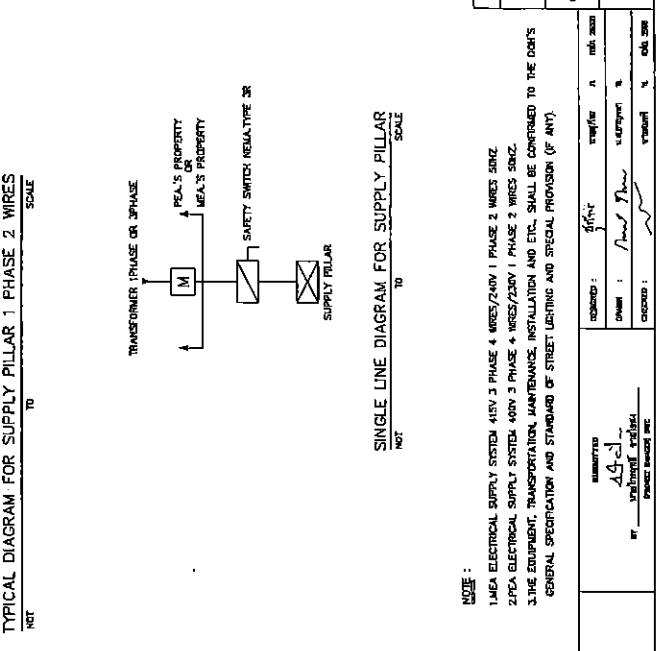 TYPICAL DIAGRAM FOR SUPPLY PILLAR 1 PHASE 2 WIRES
NOT TO SCALE
TRANSFORMER 1PHASE OR 3PHASE
PEA.'S PROPERTY
OR
MEA.'S PROPERTY
M
SAFETY SWITCH NEMA.TYPE 3R
SUPPLY PILLAR
SINGLE LINE DIAGRAM FOR SUPPLY PILLAR
NOT TO SCALE
NOTE :
1.MEA ELECTRICAL SUPPLY SYSTEM 415V 3 PHASE 4 WIRES/240V 1 PHASE 2 WIRES 50HZ
2.PEA ELECTRICAL SUPPLY SYSTEM 400V 3 PHASE 4 WIRES/230V 1 PHASE 2 WIRES 50HZ.
3.THE EQUIPMENT, TRANSPORTATION, MAINTENANCE, INSTALLATION AND ETC., SHALL BE CONFIRMED TO THE DOH'S
GENERAL SPECIFICATION AND STANDARD OF STREET LIGHTING AND SPECIAL PROVISION (IF ANY).
SUBMITTED
BY
DESIGNED :
DRAWN :
CHECKED :